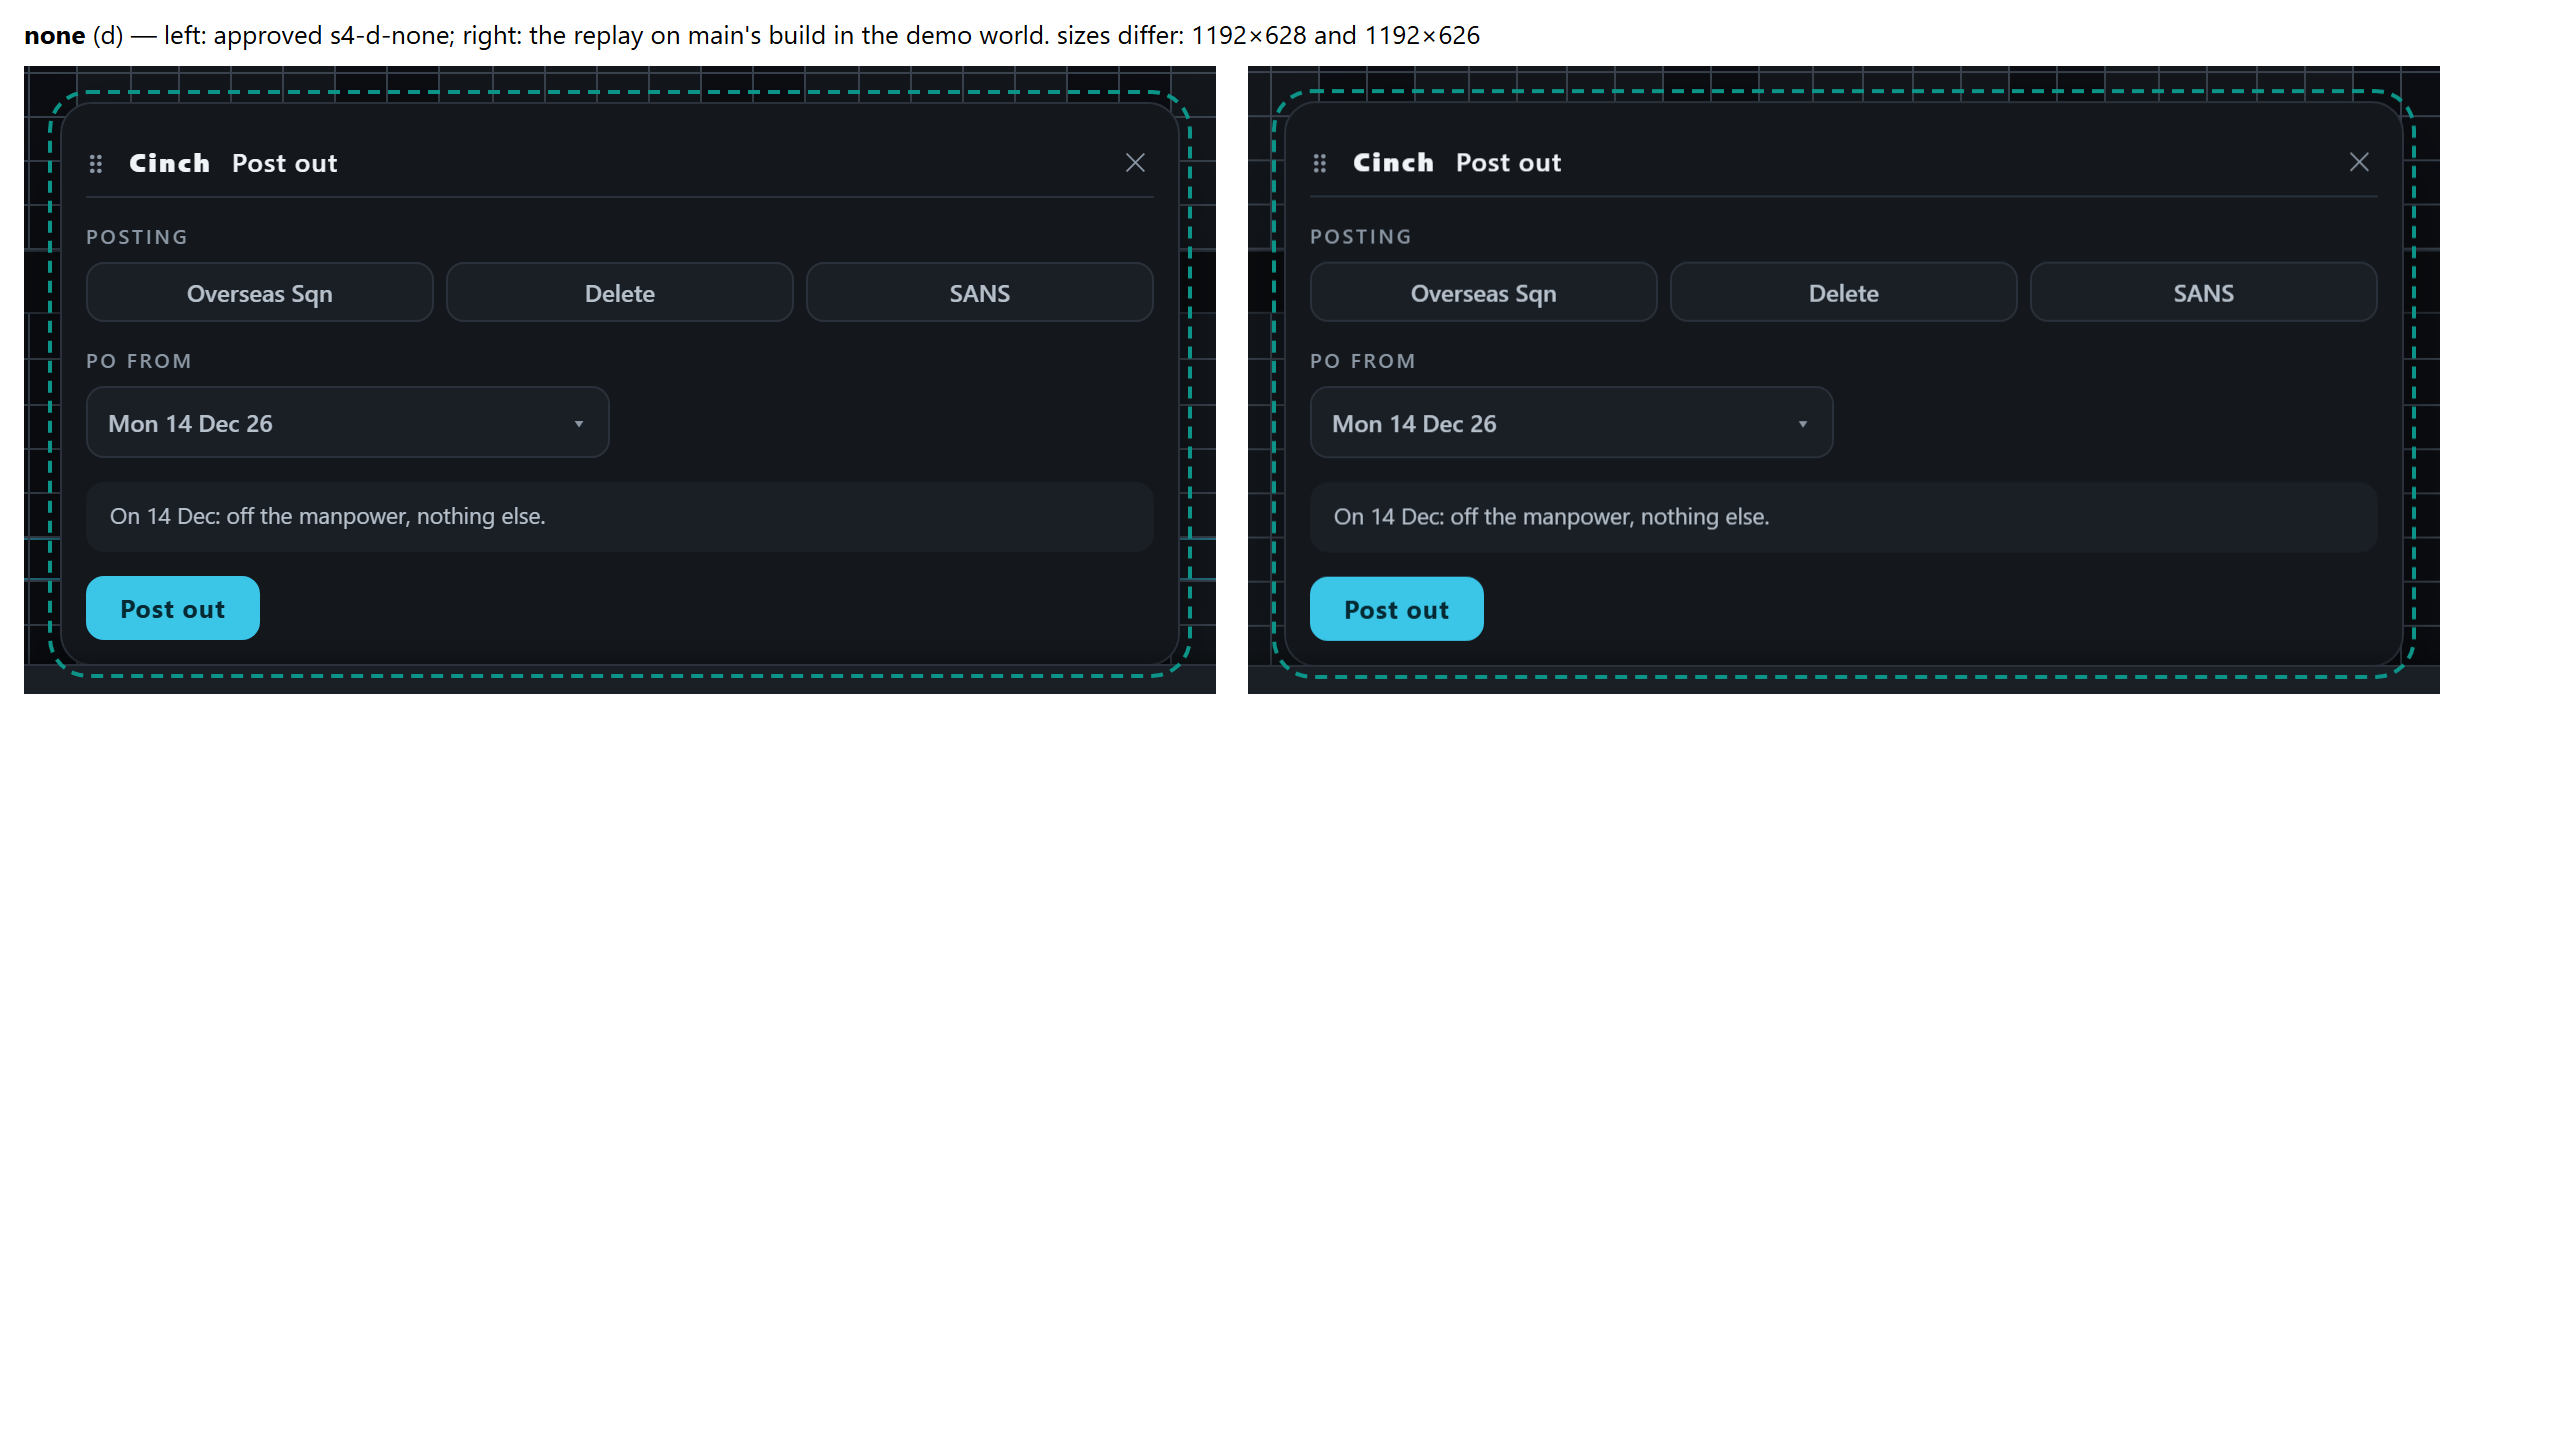 none (d) — left: approved s4-d-none; right: the replay on main's build in the demo world. sizes differ: 1192×628 and 1192×626
Cinch Post out
POSTING
Overseas Sqn Delete SANS
PO FROM
Mon 14 Dec 26
On 14 Dec: off the manpower, nothing else.
Post out
Cinch Post out
POSTING
Overseas Sqn Delete SANS
PO FROM
Mon 14 Dec 26
On 14 Dec: off the manpower, nothing else.
Post out